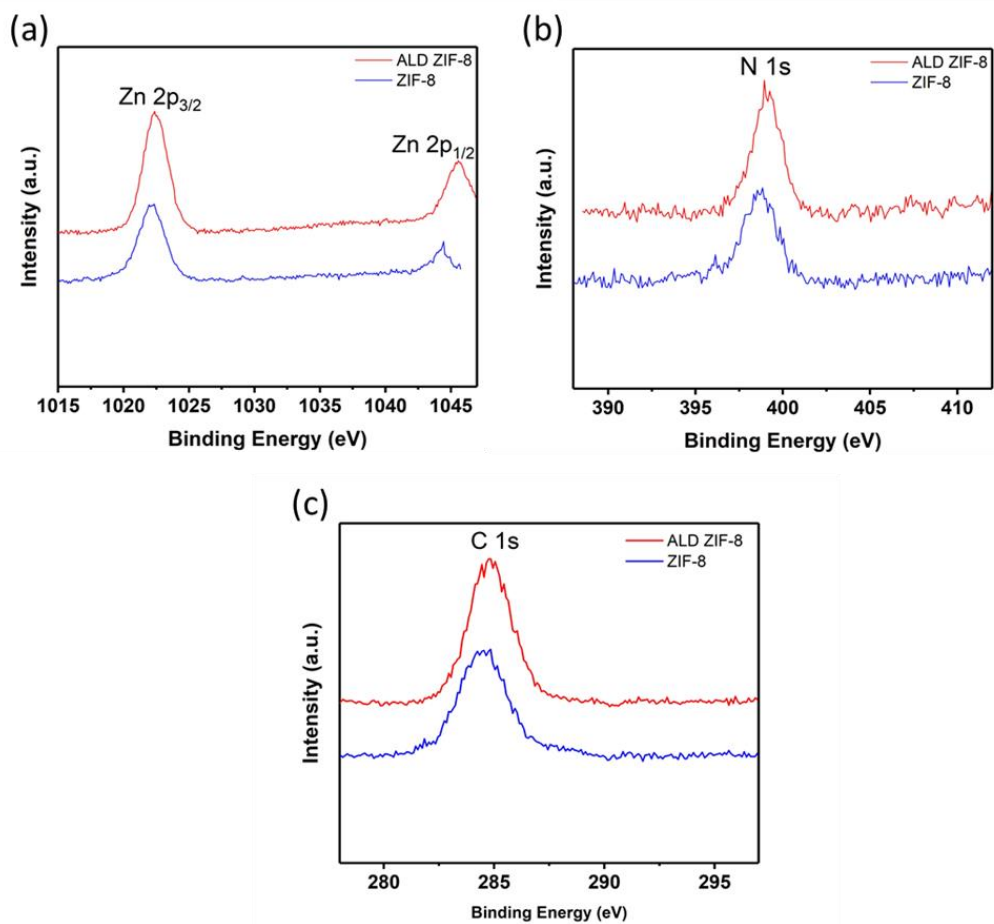 (a)
ALD ZIF-8
ZIF-8
Zn 2p3/2
Zn 2p1/2
Intensity (a.u.)
1015 1020 1025 1030 1035 1040 1045
Binding Energy (eV)
(b)
ALD ZIF-8
ZIF-8
N 1s
Intensity (a.u.)
390 395 400 405 410
Binding Energy (eV)
(c)
C 1s
ALD ZIF-8
ZIF-8
Intensity (a.u.)
280 285 290 295
Binding Energy (eV)